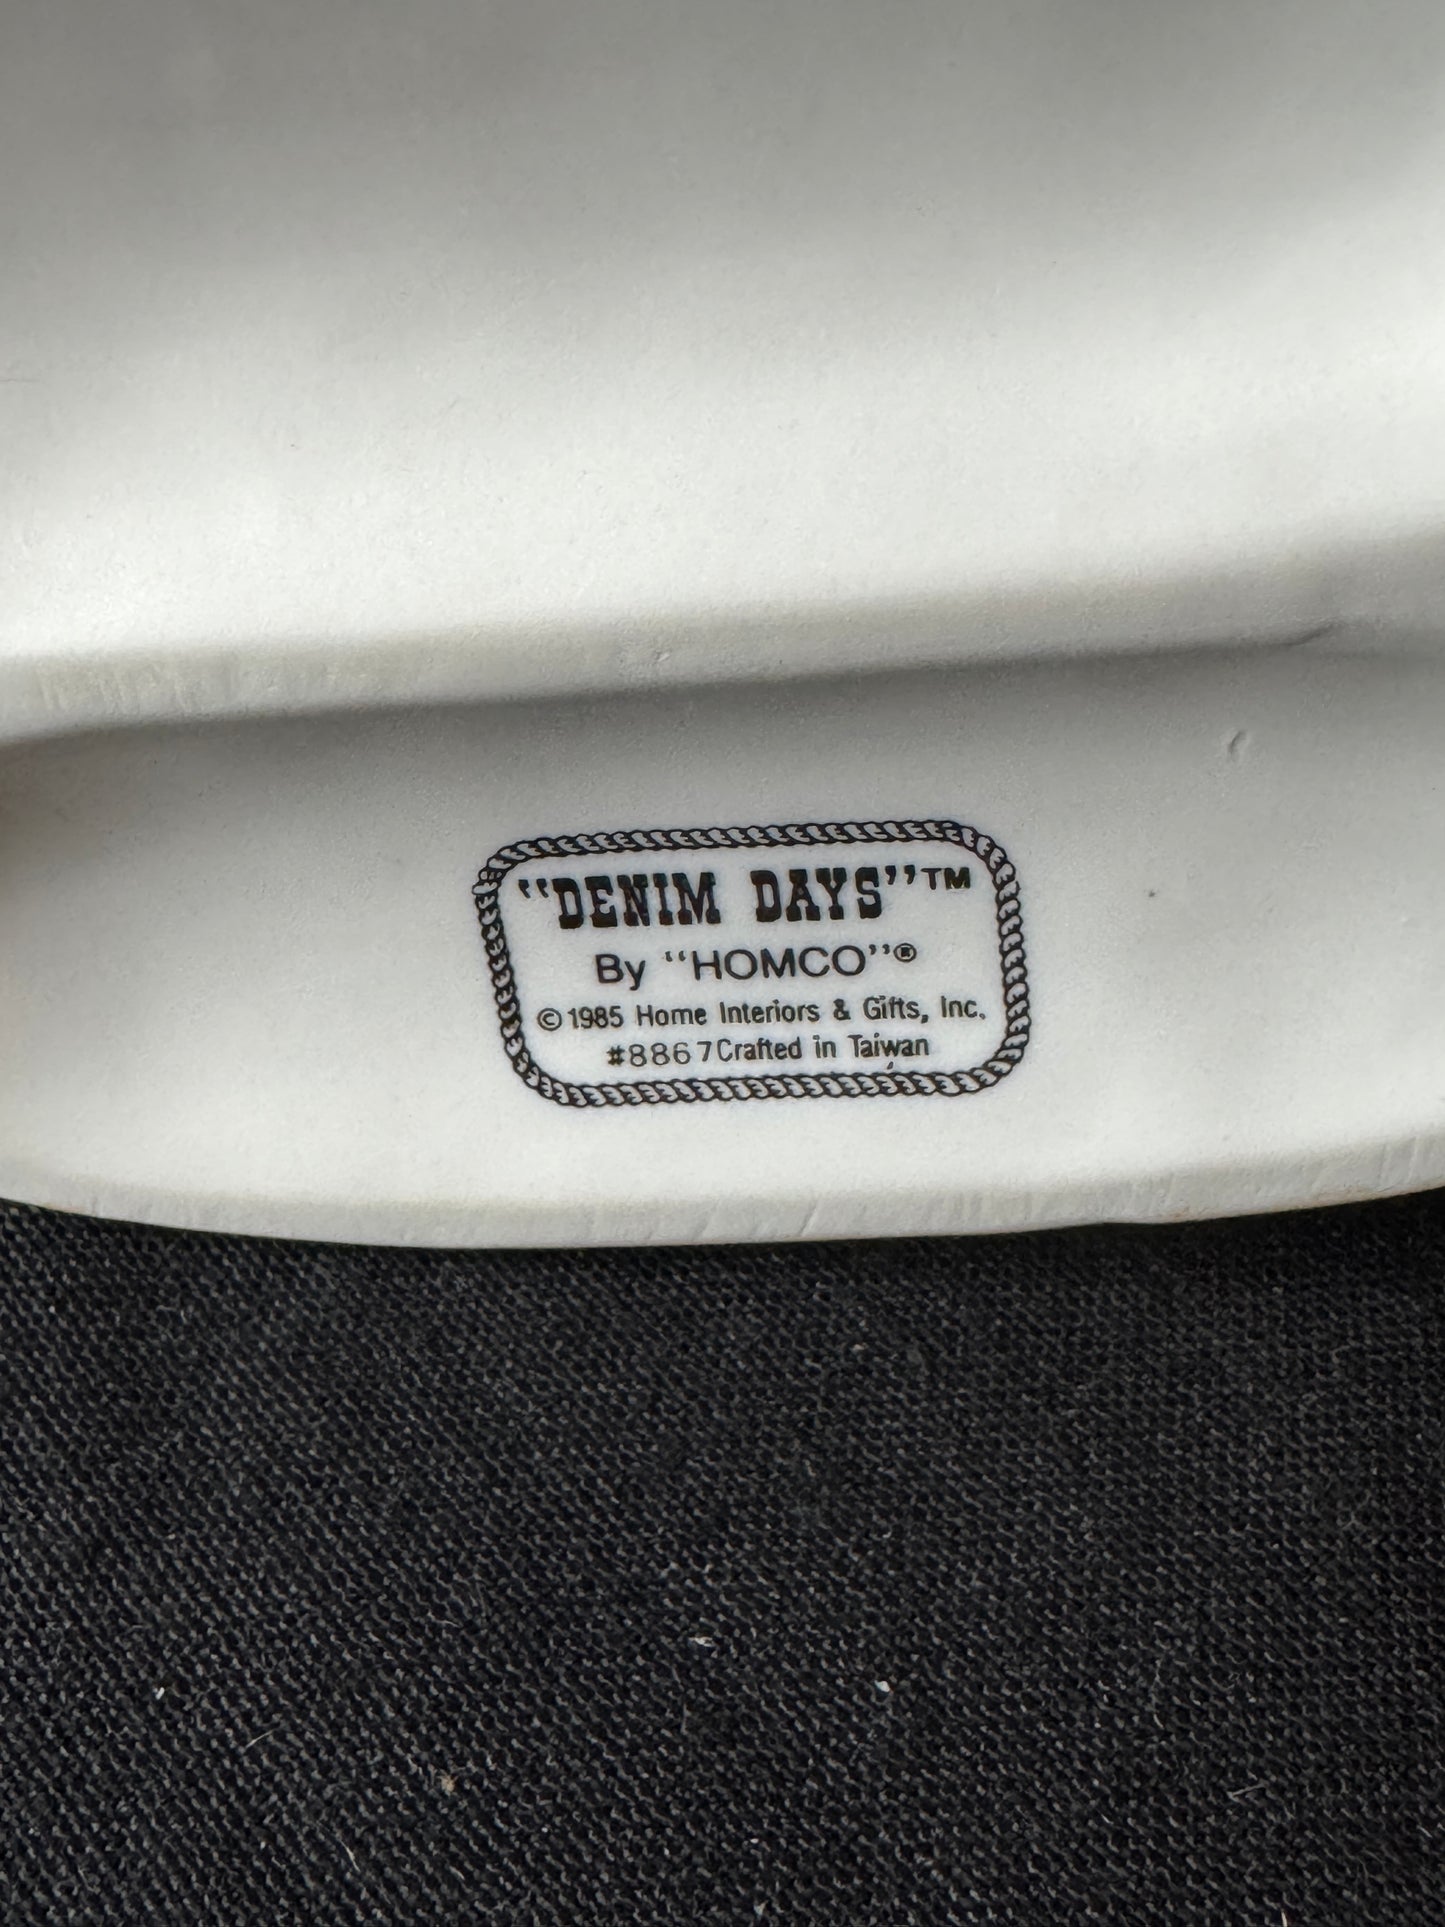 "DENIM DAYS"™
By "HOMCO"®
©1985 Home Interiors & Gifts, Inc.
#8867 Crafted in Taiwan